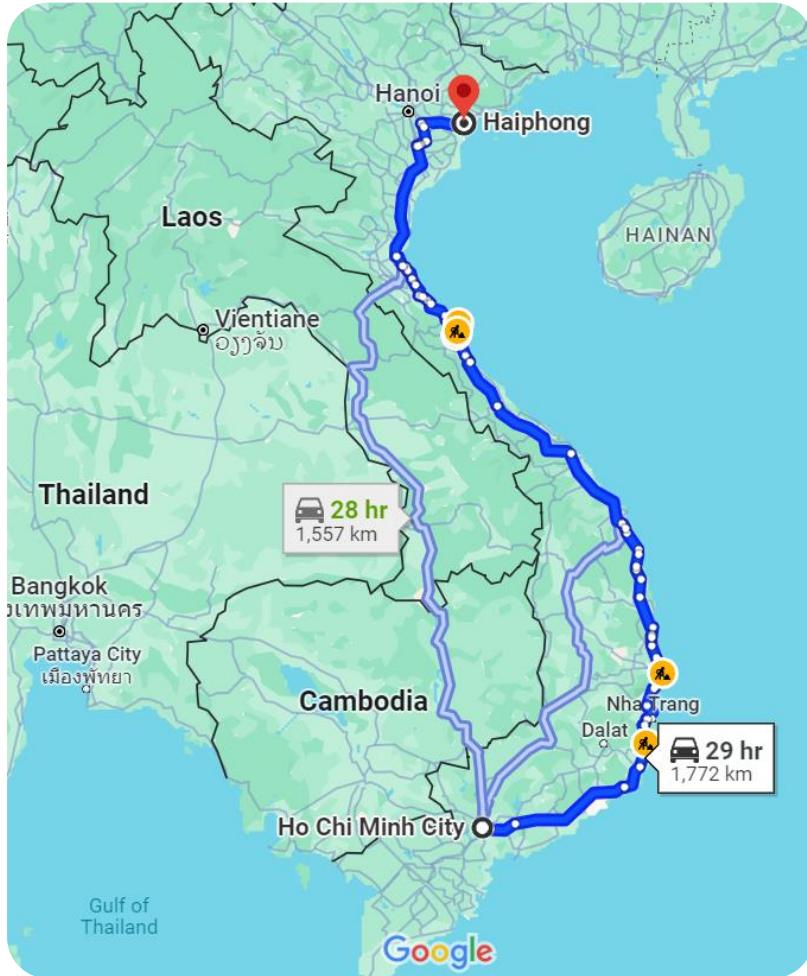 Hanoi
Haiphong
Laos
HAINAN
Vientiane
ວຽງຈັນ
Thailand
28 hr
1,557 km
Bangkok
งเทพมหานคร
Pattaya City
เมืองพัทยา
Cambodia
Nha Trang
Dalat
29 hr
1,772 km
Ho Chi Minh City
Gulf of
Thailand
Google